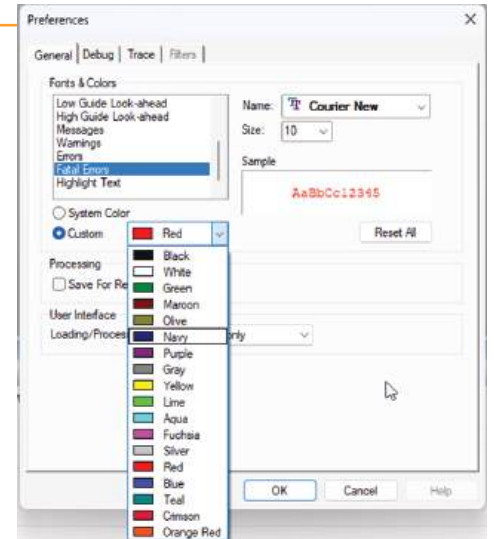 Preferences
General Debug Trace Filters
Fonts & Colors
Low Guide Look-ahead
High Guide Look-ahead
Messages
Warnings
Errors
Fatal Errors
Highlight Text
Name: Courier New
Size: 10
Sample
AaBbCc12345
System Color
Custom Red
Reset All
Processing
Save For Re
User Interface
Loading/Proces only
Black
White
Green
Maroon
Olive
Navy
Purple
Gray
Yellow
Lime
Aqua
Fuchsia
Silver
Red
Blue
Teal
Crimson
Orange Red
OK Cancel Help